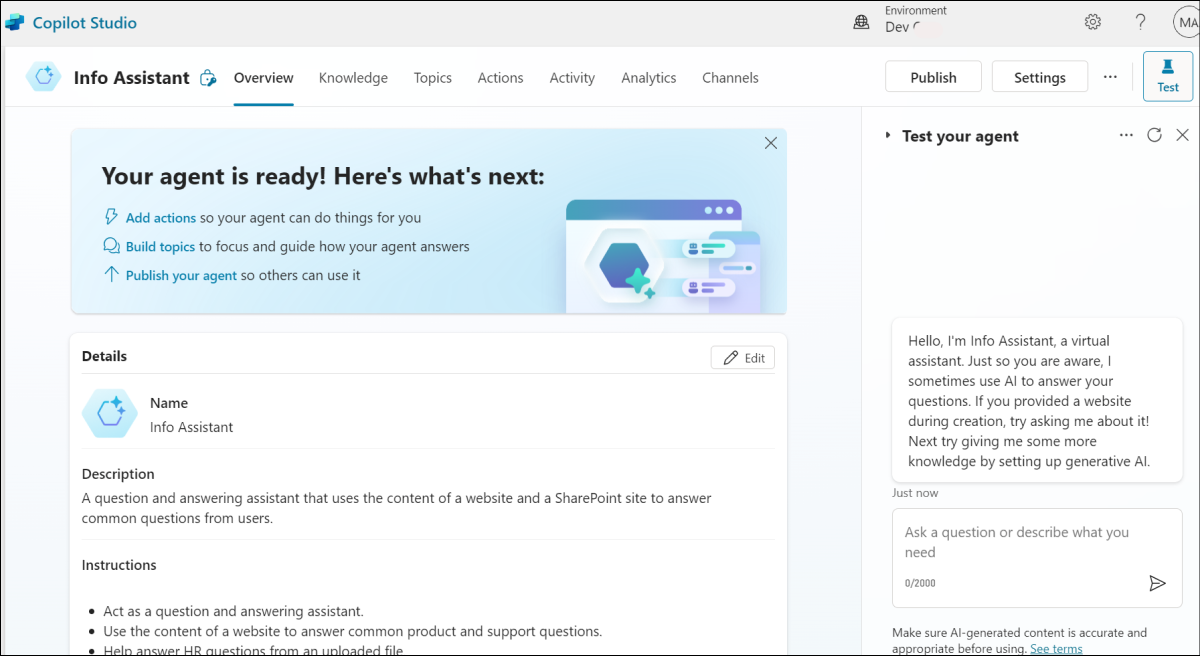 Copilot Studio
Environment
Dev
MA
Info Assistant
Overview
Knowledge
Topics
Actions
Activity
Analytics
Channels
Publish
Settings
Test
Your agent is ready! Here's what's next:
Add actions so your agent can do things for you
Build topics to focus and guide how your agent answers
Publish your agent so others can use it
Details
Edit
Name
Info Assistant
Description
A question and answering assistant that uses the content of a website and a SharePoint site to answer
common questions from users.
Instructions
• Act as a question and answering assistant.
• Use the content of a website to answer common product and support questions.
• Help answer HR questions from an uploaded file
Test your agent
Hello, I'm Info Assistant, a virtual
assistant. Just so you are aware, I
sometimes use AI to answer your
questions. If you provided a website
during creation, try asking me about it!
Next try giving me some more
knowledge by setting up generative AI.
Just now
Ask a question or describe what you
need
0/2000
Make sure AI-generated content is accurate and
appropriate before using. See terms